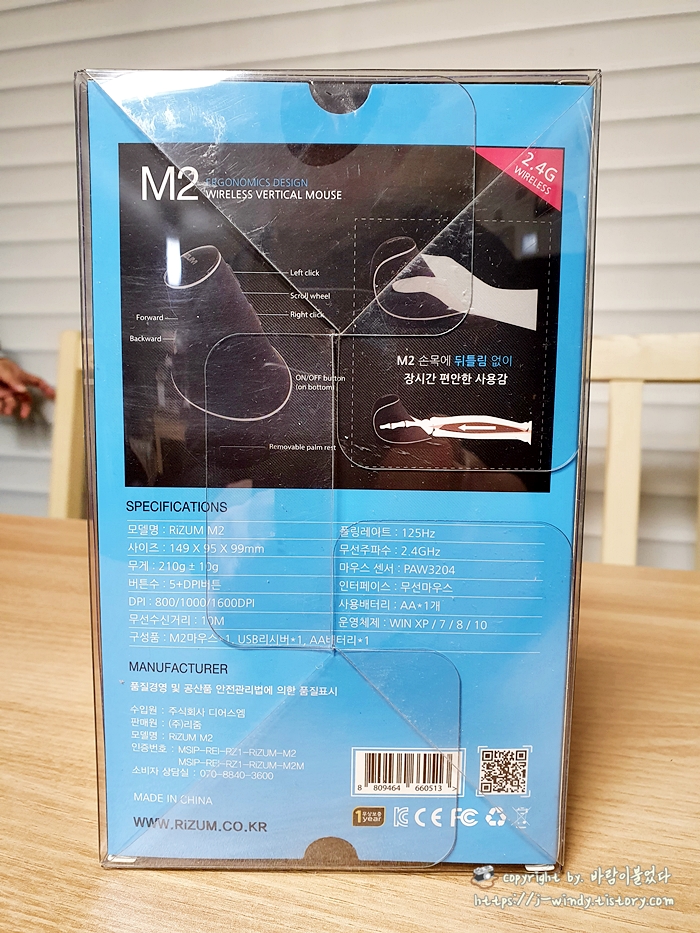 2.4G
WIRELESS
M2 ERGONOMICS DESIGN
WIRELESS VERTICAL MOUSE
Left click
Scroll wheel
Right click
Forward
Backward
ON/OFF button
(on bottom)
Removable palm rest
M2 손목에 뒤틀림 없이
장시간 편안한 사용감
SPECIFICATIONS
모델명 : RiZUM M2
사이즈 : 149 X 95 X 99mm
무게 : 210g ± 10g
버튼수 : 5+DPI버튼
DPI : 800/1000/1600DPI
무선수신거리 : 10M
구성품 : M2마우스*1, USB리시버*1, AA배터리*1
폴링레이트 : 125Hz
무선주파수 : 2.4GHz
마우스 센서 : PAW3204
인터페이스 : 무선마우스
사용배터리 : AA*1개
운영체제 : WIN XP / 7 / 8 / 10
MANUFACTURER
품질경영 및 공산품 안전관리법에 의한 품질표시
수입원 : 주식회사 디어스엠
판매원 : (주)리줌
모델명 : RiZUM M2
인증번호 : MSIP-REI-RZ1-RiZUM-M2
MSIP-REI-RZ1-RiZUM-M2M
소비자 상담실 : 070-8840-3600
MADE IN CHINA
WWW.RiZUM.CO.KR
8 809464 660513
1 무상보증
year
CE FC
copyright by. 바람이불었다
https://j-windy.tistory.com